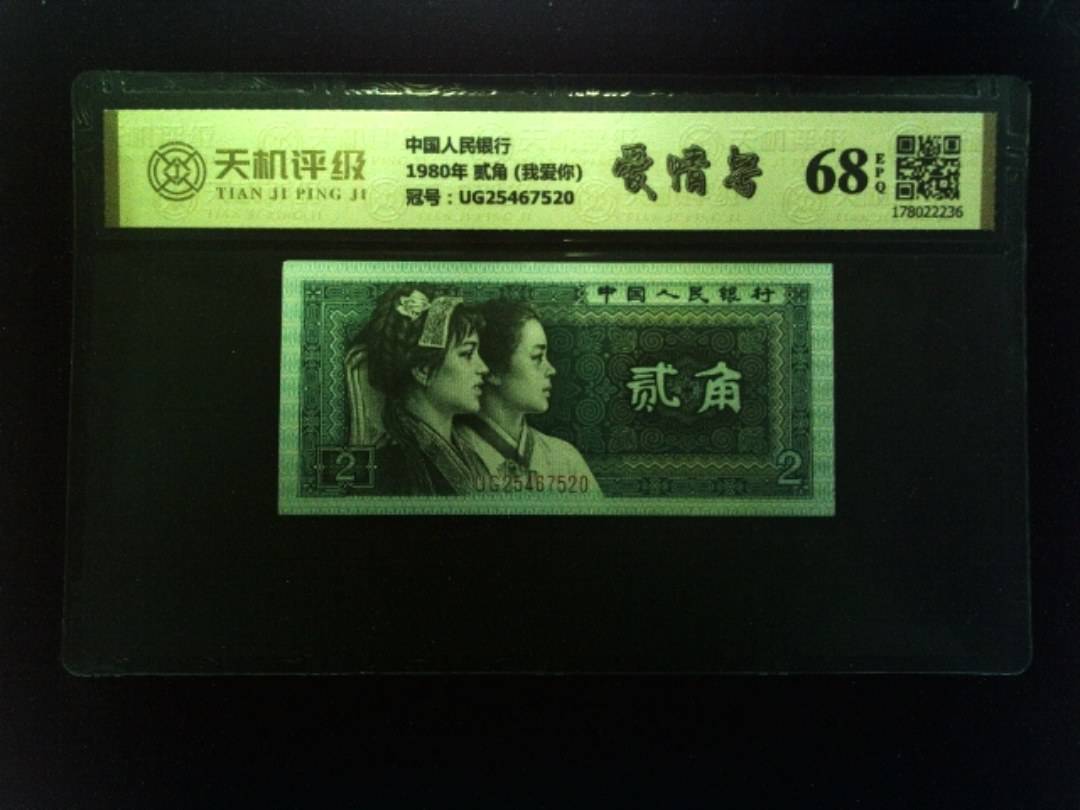 天机评级
TIAN JI PING JI
中国人民银行
1980年 贰角 (我爱你)
冠号：UG25467520
爱情号
68
EPQ
178022236
中国人民银行
贰角
2
2
UG25467520